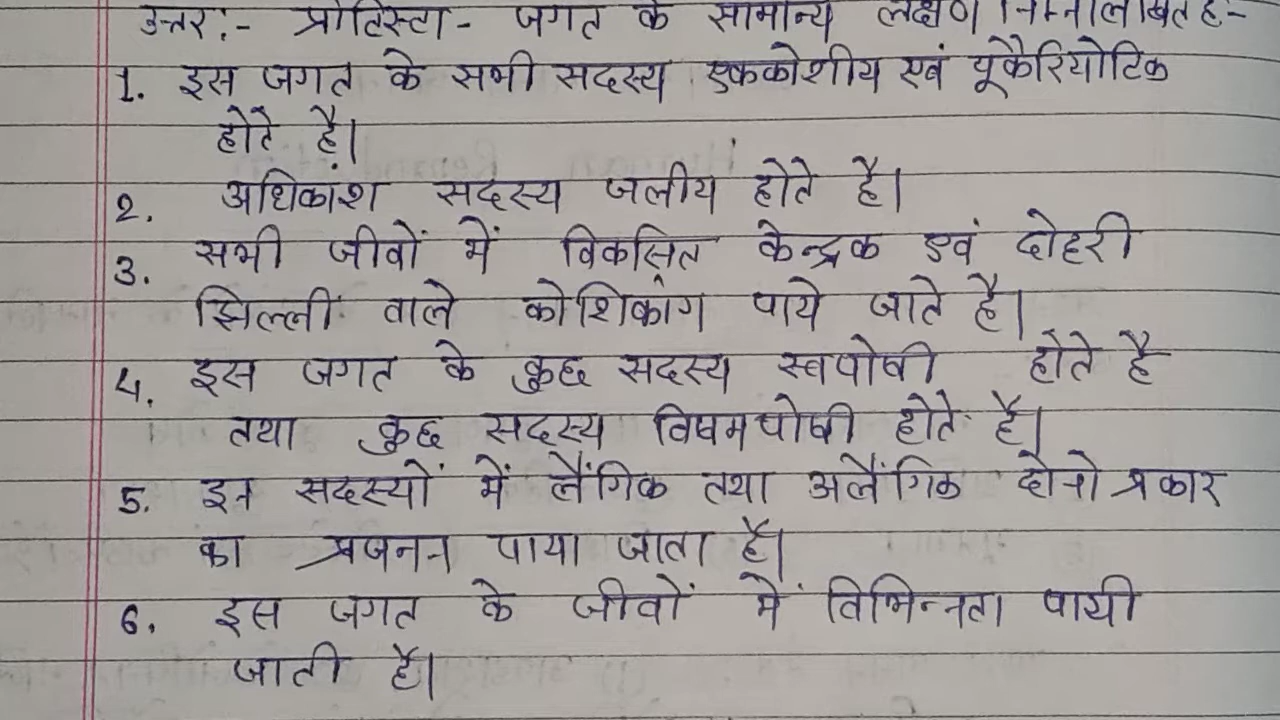 उत्तर:- प्रोटिस्टा- जगत के सामान्य लक्षण निम्नलिखित है:-
1. इस जगत के सभी सदस्य एककोशीय एवं यूकैरियोटिक
होते है।
2. अधिकांश सदस्य जलीय होते है।
3. सभी जीवों में विकसित केन्द्रक एवं दोहरी
झिल्ली वाले कोशिकांग पाये जाते है।
4. इस जगत के कुछ सदस्य स्वपोषी होते है
तथा कुछ सदस्य विषमपोषी होते है।
5. इन सदस्यों में लैंगिक तथा अलैंगिक दोनो प्रकार
का प्रजनन पाया जाता है।
6. इस जगत के जीवों में विभिन्नता पायी
जाती है।